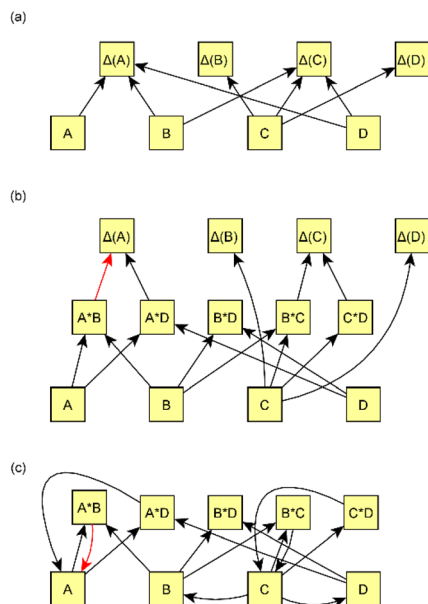 (a)
Δ(A) Δ(B) Δ(C) Δ(D)
A B C D
(b)
Δ(A) Δ(B) Δ(C) Δ(D)
A*B A*D B*D B*C C*D
A B C D
(c)
A*B A*D B*D B*C C*D
A B C D